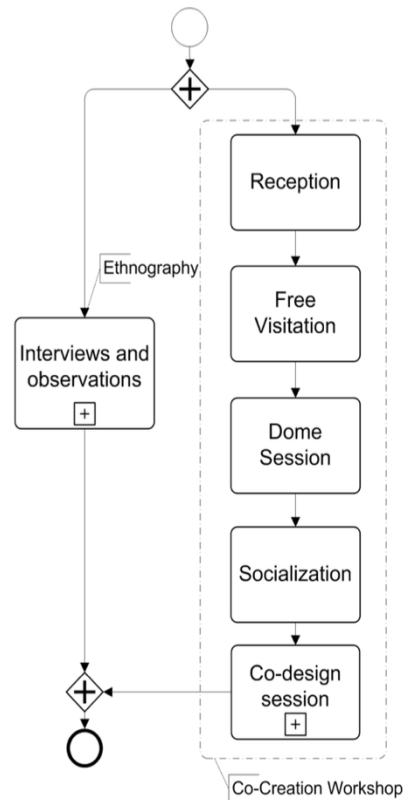 Reception
Ethnography
Free
Visitation
Interviews and
observations
Dome
Session
Socialization
Co-design
session
Co-Creation Workshop